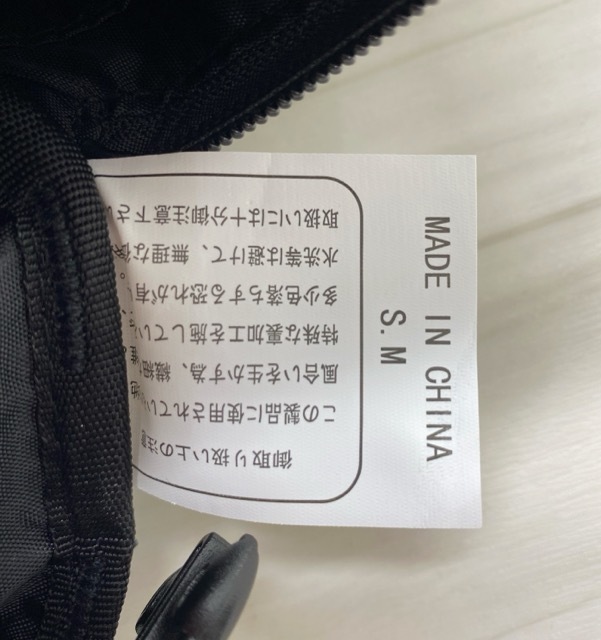 御取り扱い上の注意
この製品に使用されてい
風合いを生かす為、繊細
特殊な裏加工を施してい
多少色落ちする恐れが有
水洗等は避けて、無理な
取扱いには十分御注意下さ
MADE IN CHINA
S.M